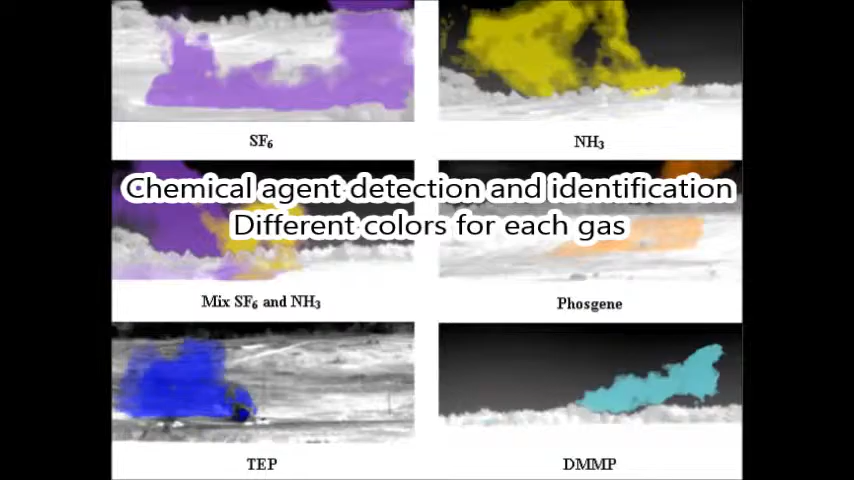 SF₆
NH₃
Chemical agent detection and identification
Different colors for each gas
Mix SF₆ and NH₃
Phosgene
TEP
DMMP